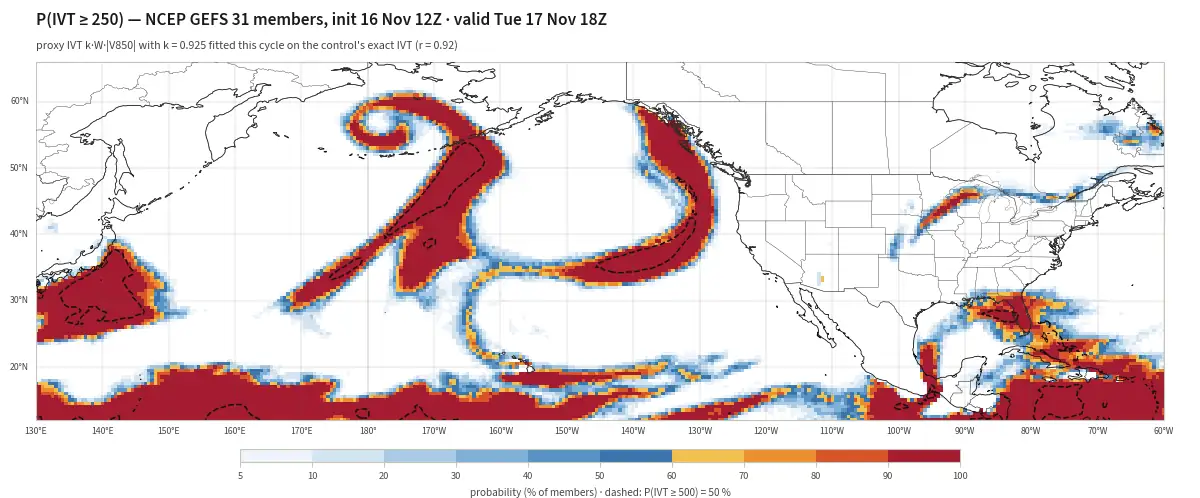 P(IVT ≥ 250) — NCEP GEFS 31 members, init 16 Nov 12Z · valid Tue 17 Nov 18Z
proxy IVT k·W·|V850| with k = 0.925 fitted this cycle on the control's exact IVT (r = 0.92)
60°N
50°N
40°N
30°N
20°N
130°E 140°E 150°E 160°E 170°E 180° 170°W 160°W 150°W 140°W 130°W 120°W 110°W 100°W 90°W 80°W 70°W 60°W
5 10 20 30 40 50 60 70 80 90 100
probability (% of members) · dashed: P(IVT ≥ 500) = 50 %